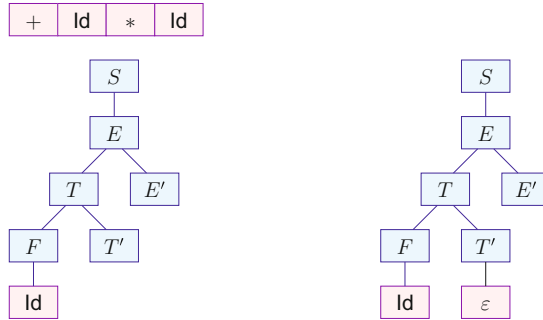 + Id * Id
S S
E E
T E′ T E′
F T′ F T′
Id Id ε